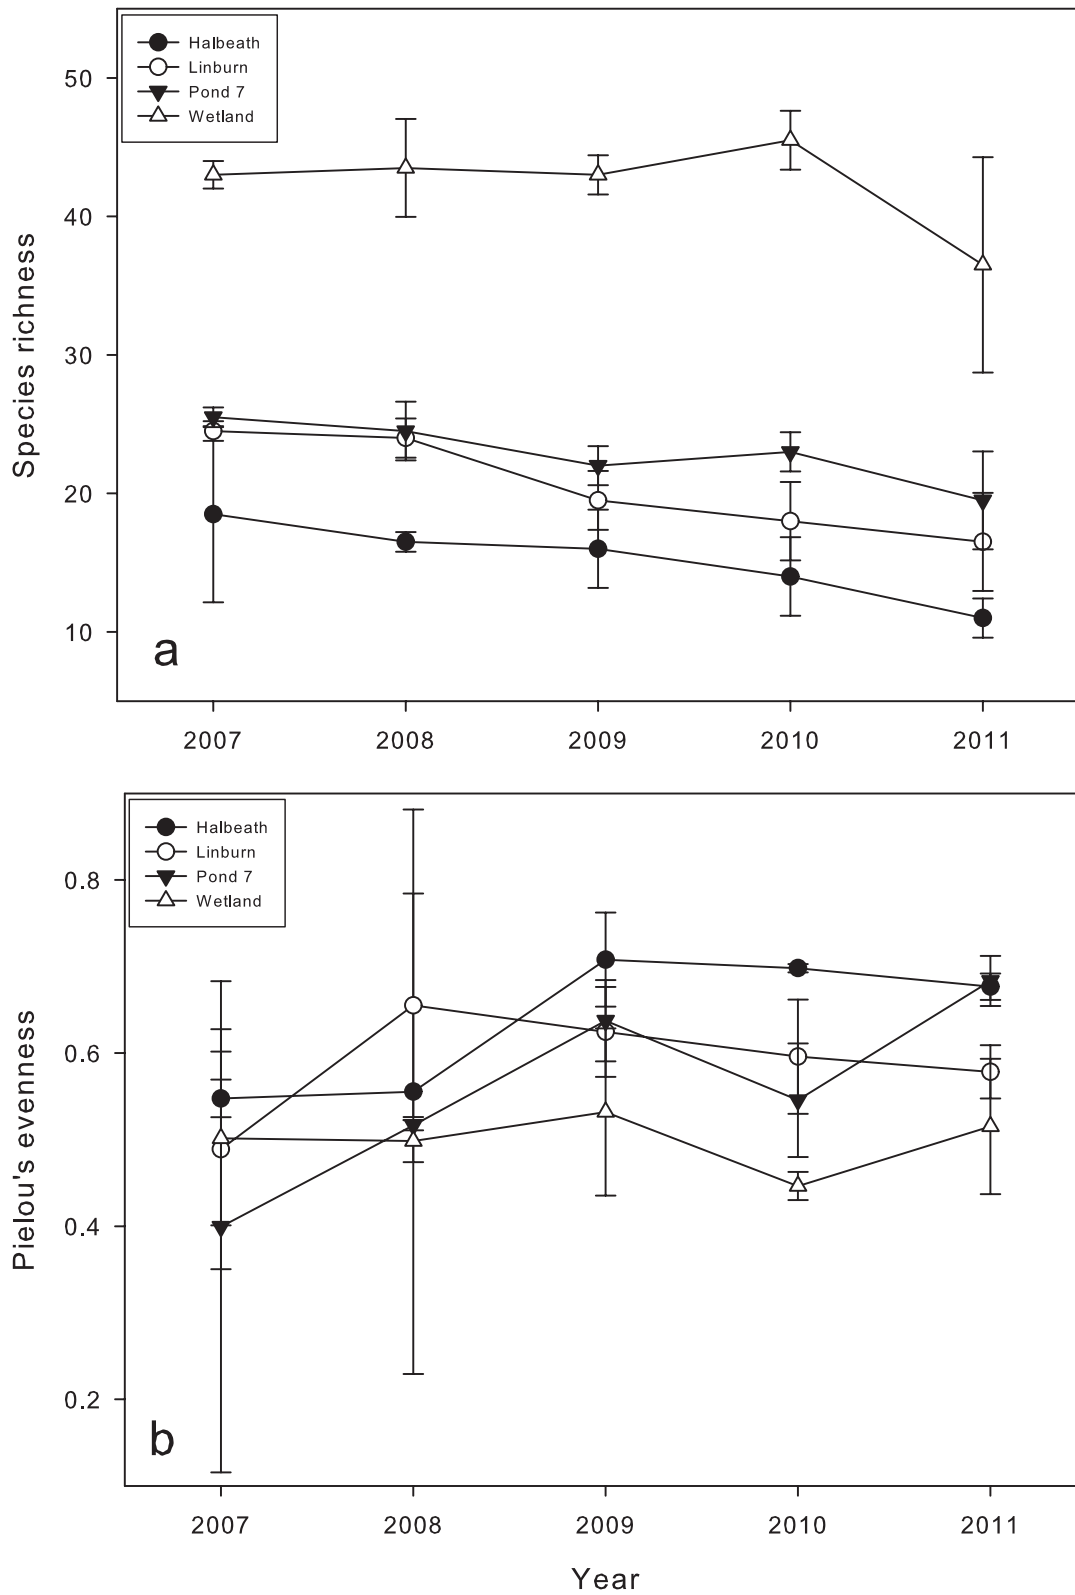 Halbeath
Linburn
Pond 7
Wetland
50
40
30
20
10
Species richness
a
2007 2008 2009 2010 2011
Halbeath
Linburn
Pond 7
Wetland
0.8
0.6
0.4
0.2
Pielou's evenness
b
2007 2008 2009 2010 2011
Year